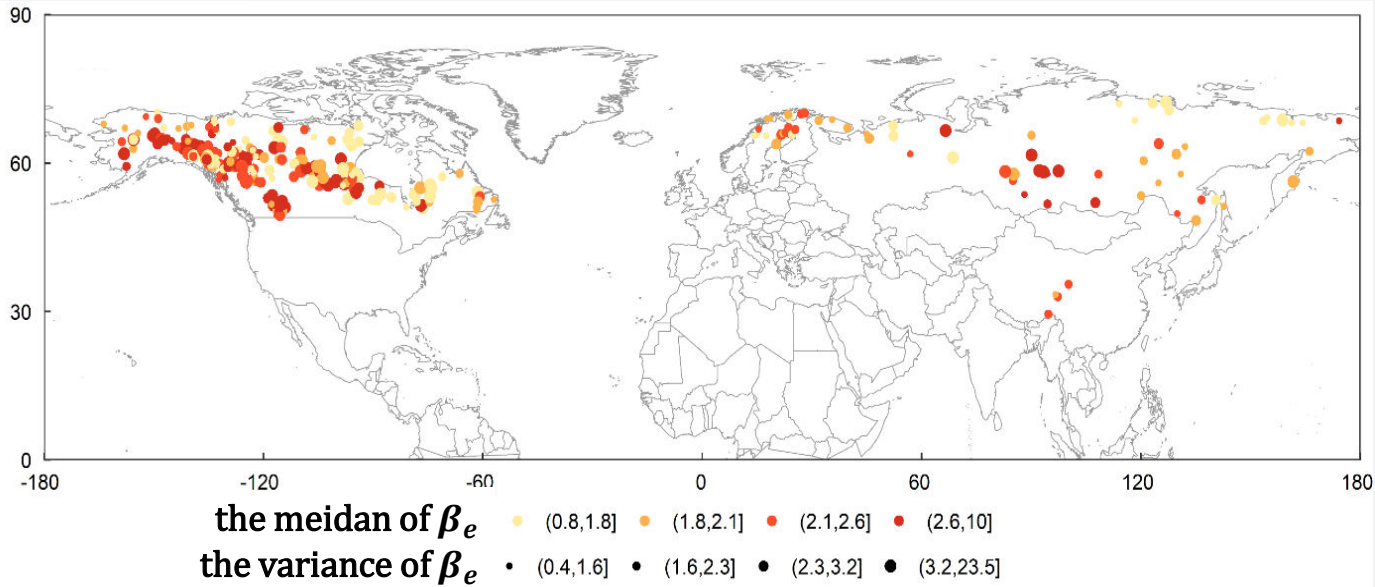 90
60
30
0
-180 -120 -60 0 60 120 180
the meidan of βe (0.8,1.8] (1.8,2.1] (2.1,2.6] (2.6,10]
the variance of βe (0.4,1.6] (1.6,2.3] (2.3,3.2] (3.2,23.5]